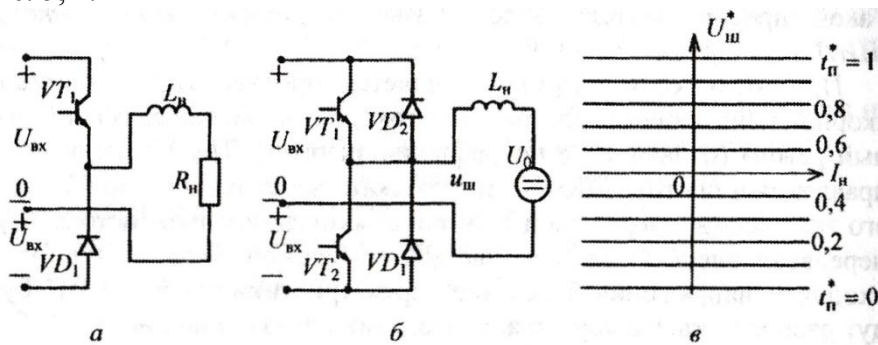 +
VT₁
Lн
Uвх
Rн
0
+
Uвх
VD₁
−
а
+
VT₁
VD₂
Lн
Uвх
U₀
0
uш
+
Uвх
VT₂
VD₁
−
б
U*ш
t*п = 1
0,8
0,6
0
Iн
0,4
0,2
t*п = 0
в